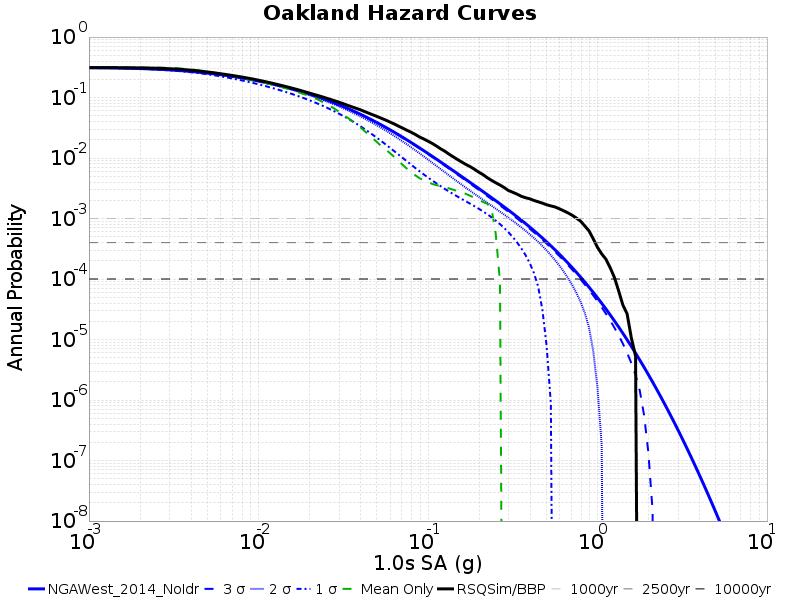 Oakland Hazard Curves
10^0
10^-1
10^-2
10^-3
10^-4
10^-5
10^-6
10^-7
10^-8
Annual Probability
10^-3 10^-2 10^-1 10^0 10^1
1.0s SA (g)
NGAWest_2014_NoIdr 3 σ 2 σ 1 σ Mean Only RSQSim/BBP 1000yr 2500yr 10000yr